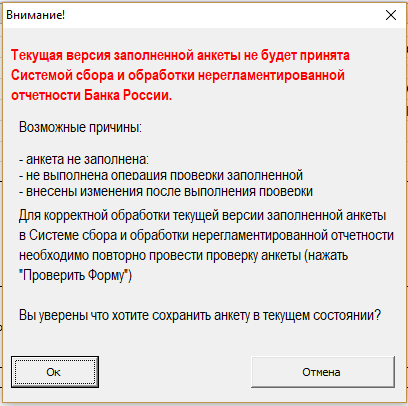 Внимание!
Текущая версия заполненной анкеты не будет принята
Системой сбора и обработки нерегламентированной
отчетности Банка России.
Возможные причины:
- анкета не заполнена:
- не выполнена операция проверки заполненной
- внесены изменения после выполнения проверки
Для корректной обработки текущей версии заполненной анкеты
в Системе сбора и обработки нерегламентированной отчетности
необходимо повторно провести проверку анкеты (нажать
"Проверить Форму")
Вы уверены что хотите сохранить анкету в текущем состоянии?
Ок
Отмена